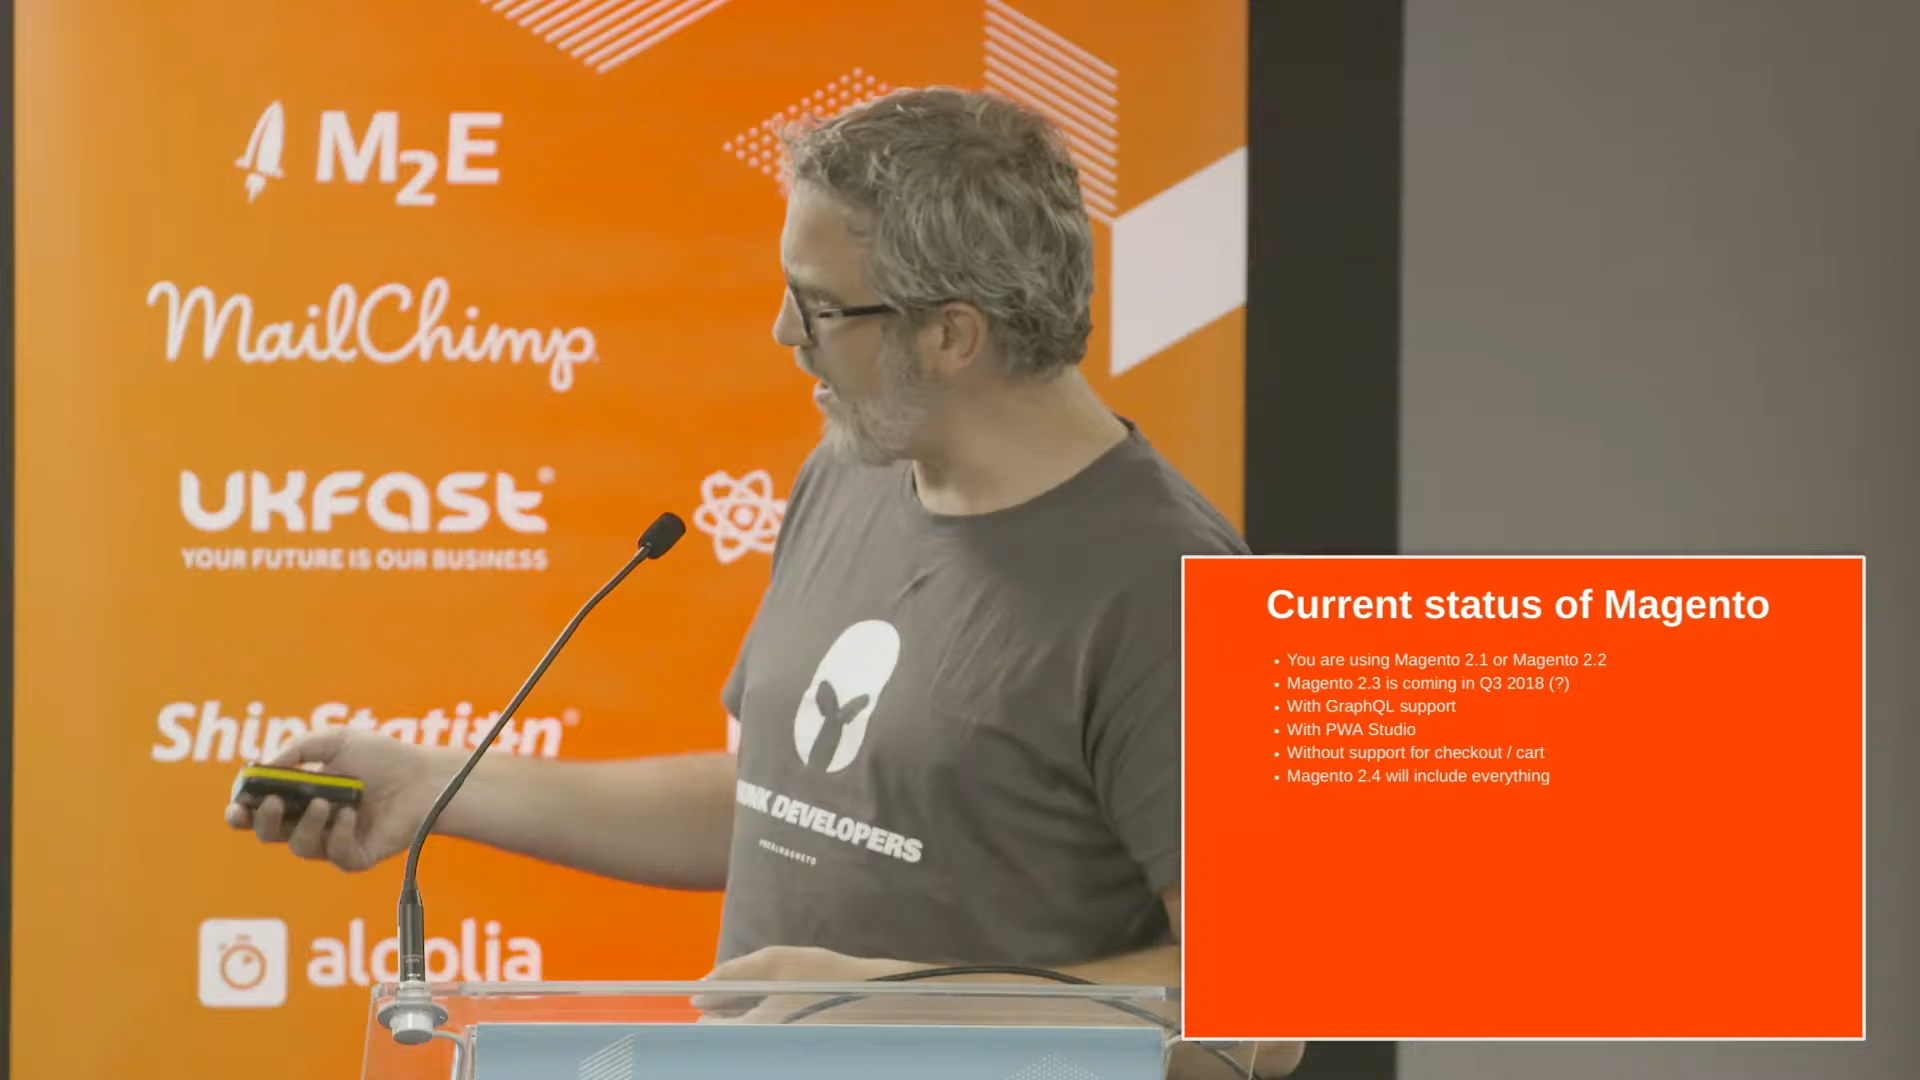 M2E
MailChimp
UKFAST
YOUR FUTURE IS OUR BUSINESS
ShipStation
algolia
DEVELOPERS
Current status of Magento
• You are using Magento 2.1 or Magento 2.2
• Magento 2.3 is coming in Q3 2018 (?)
• With GraphQL support
• With PWA Studio
• Without support for checkout / cart
• Magento 2.4 will include everything